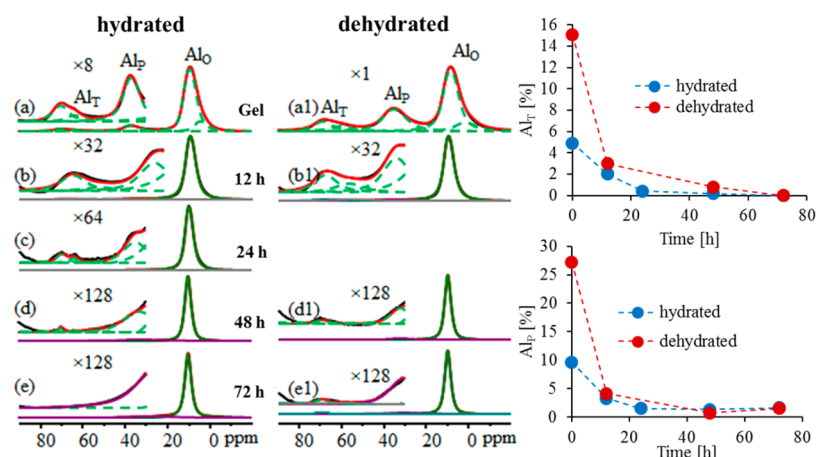 hydrated
dehydrated
×8
Al_T
Al_P
Al_O
(a)
Gel
×32
(b)
12 h
×64
(c)
24 h
×128
(d)
48 h
×128
(e)
72 h
80 60 40 20 0 ppm
×1
Al_T
Al_P
Al_O
(a1)
×32
(b1)
×128
(d1)
×128
(e1)
80 60 40 20 0 ppm
Al_T [%]
16
14
12
10
8
6
4
2
0
hydrated
dehydrated
0 20 40 60 80
Time [h]
Al_P [%]
30
25
20
15
10
5
0
hydrated
dehydrated
0 20 40 60 80
Time [h]